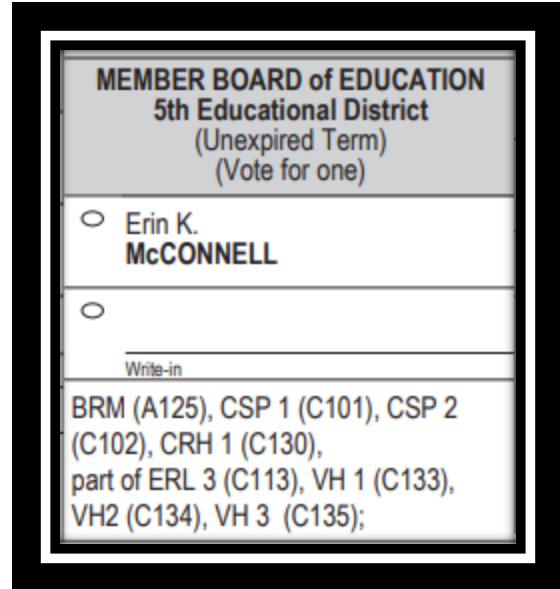 MEMBER BOARD of EDUCATION
5th Educational District
(Unexpired Term)
(Vote for one)
Erin K.
McCONNELL
Write-in
BRM (A125), CSP 1 (C101), CSP 2
(C102), CRH 1 (C130),
part of ERL 3 (C113), VH 1 (C133),
VH2 (C134), VH 3 (C135);